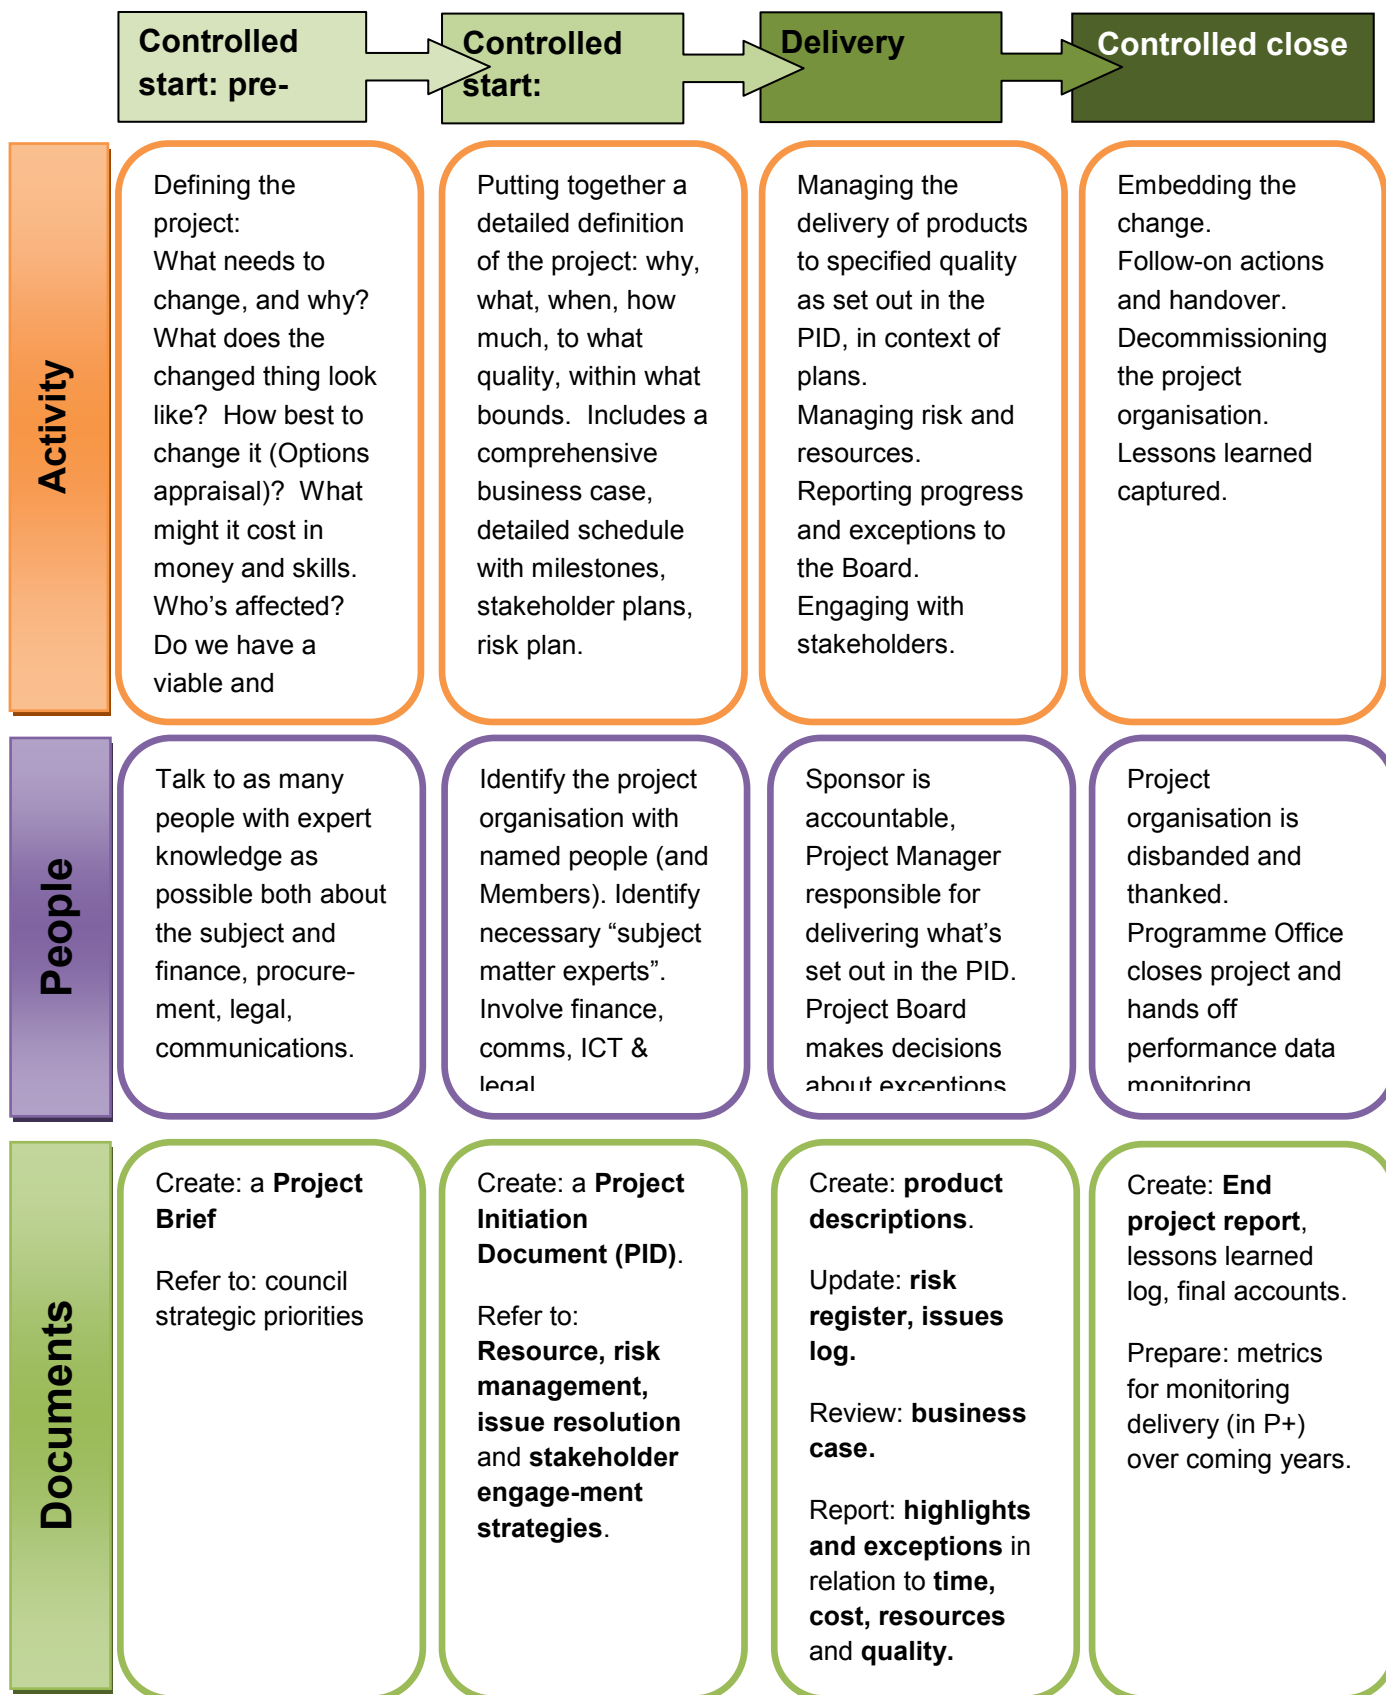 Controlled
start: pre-
Controlled
start:
Delivery
Controlled close
Activity
Defining the
project:
What needs to
change, and why?
What does the
changed thing look
like?  How best to
change it (Options
appraisal)?  What
might it cost in
money and skills.
Who’s affected?
Do we have a
viable and
Putting together a
detailed definition
of the project: why,
what, when, how
much, to what
quality, within what
bounds.  Includes a
comprehensive
business case,
detailed schedule
with milestones,
stakeholder plans,
risk plan.
Managing the
delivery of products
to specified quality
as set out in the
PID, in context of
plans.
Managing risk and
resources.
Reporting progress
and exceptions to
the Board.
Engaging with
stakeholders.
Embedding the
change.
Follow-on actions
and handover.
Decommissioning
the project
organisation.
Lessons learned
captured.
People
Talk to as many
people with expert
knowledge as
possible both about
the subject and
finance, procure-
ment, legal,
communications.
Identify the project
organisation with
named people (and
Members). Identify
necessary “subject
matter experts”.
Involve finance,
comms, ICT &
legal
Sponsor is
accountable,
Project Manager
responsible for
delivering what’s
set out in the PID.
Project Board
makes decisions
about exceptions
Project
organisation is
disbanded and
thanked.
Programme Office
closes project and
hands off
performance data
monitoring
Documents
Create: a Project
Brief
Refer to: council
strategic priorities
Create: a Project
Initiation
Document (PID).
Refer to:
Resource, risk
management,
issue resolution
and stakeholder
engage-ment
strategies.
Create: product
descriptions.
Update: risk
register, issues
log.
Review: business
case.
Report: highlights
and exceptions in
relation to time,
cost, resources
and quality.
Create: End
project report,
lessons learned
log, final accounts.
Prepare: metrics
for monitoring
delivery (in P+)
over coming years.